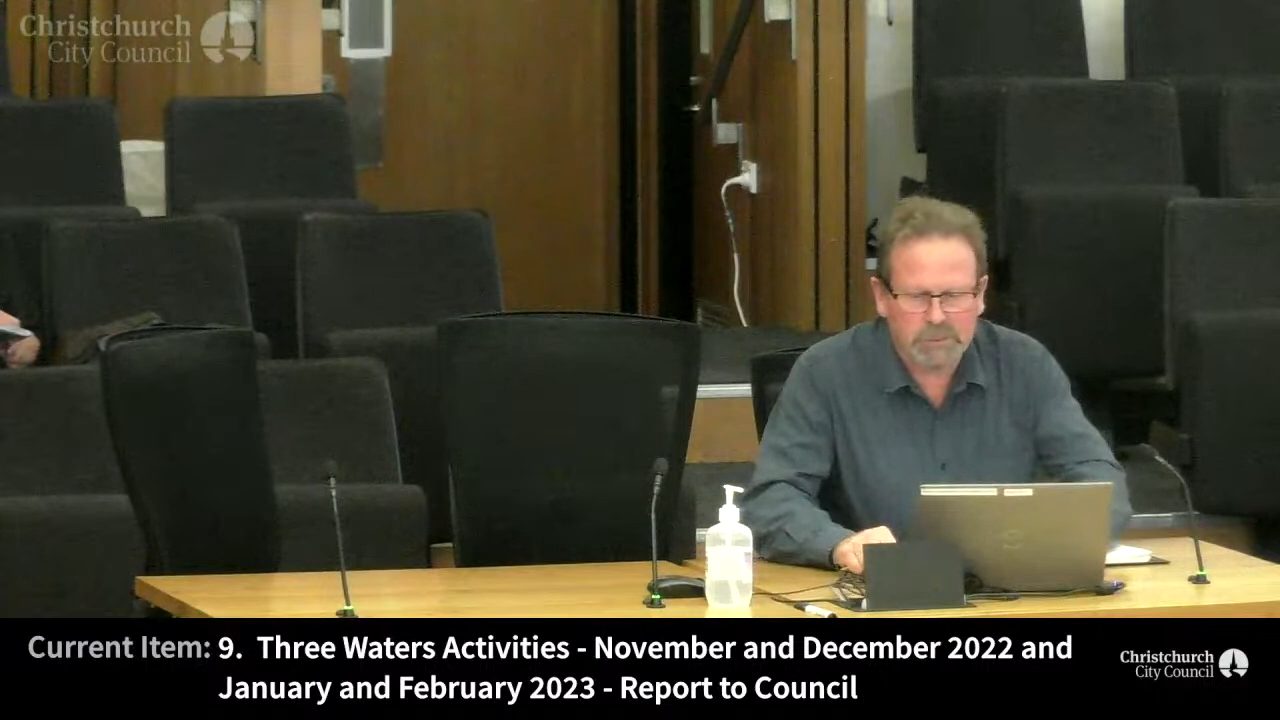 Christchurch
City Council
Current Item: 9. Three Waters Activities - November and December 2022 and
January and February 2023 - Report to Council
Christchurch
City Council